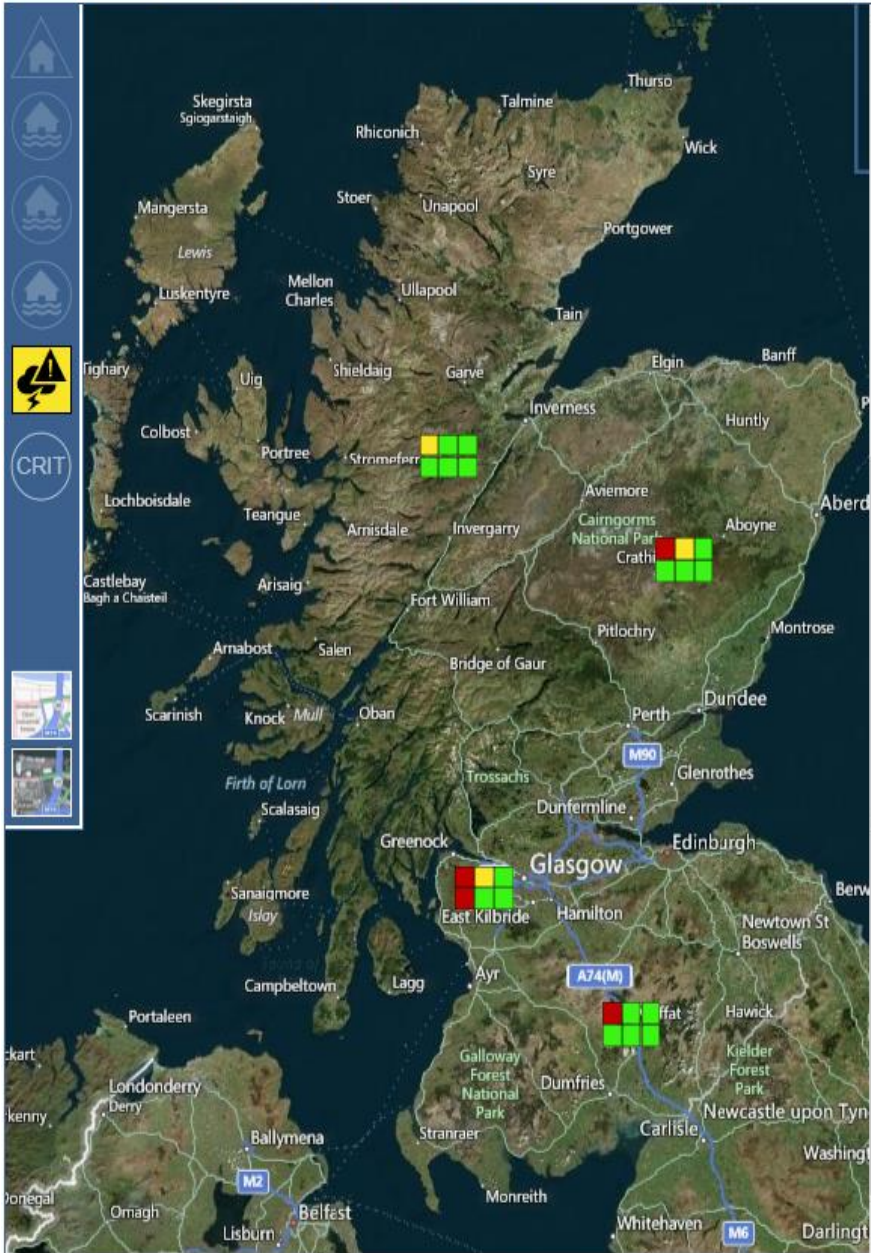 Thurso
Skegirsta
Sgiogarstaigh
Talmine
Rhiconich
Wick
Syre
Stoer
Unapool
Mangersta
Portgower
Lewis
Mellon
Charles
Ullapool
Luskentyre
Tain
Tighary
Uig
Shieldaig
Garve
Elgin
Banff
Inverness
Huntly
Colbost
Portree
Stromeferr
CRIT
Aviemore
Lochboisdale
Aberd
Teangue
Arnisdale
Invergarry
Cairngorms
National Park
Aboyne
Crathi
Castlebay
Bagh a Chaisteil
Arisaig
Fort William
Arnabost
Salen
Pitlochry
Montrose
Bridge of Gaur
Scarinish
Knock
Mull
Oban
Dundee
Perth
M90
Trossachs
Glenrothes
Firth of Lorn
Scalasaig
Dunfermline
Greenock
Edinburgh
Glasgow
Sanaigmore
Islay
East Kilbride
Hamilton
Berw
Newtown St
Boswells
Campbeltown
Lagg
Ayr
A74(M)
Portaleen
ffat
Hawick
ckart
Galloway
Forest
National
Park
Kielder
Forest
Park
Londonderry
Derry
rkenny
Dumfries
Newcastle upon Tyn
Carlisle
Ballymena
Stranraer
Washingt
M2
Monreith
Donegal
Omagh
Belfast
Lisburn
Whitehaven
M6
Darlingt